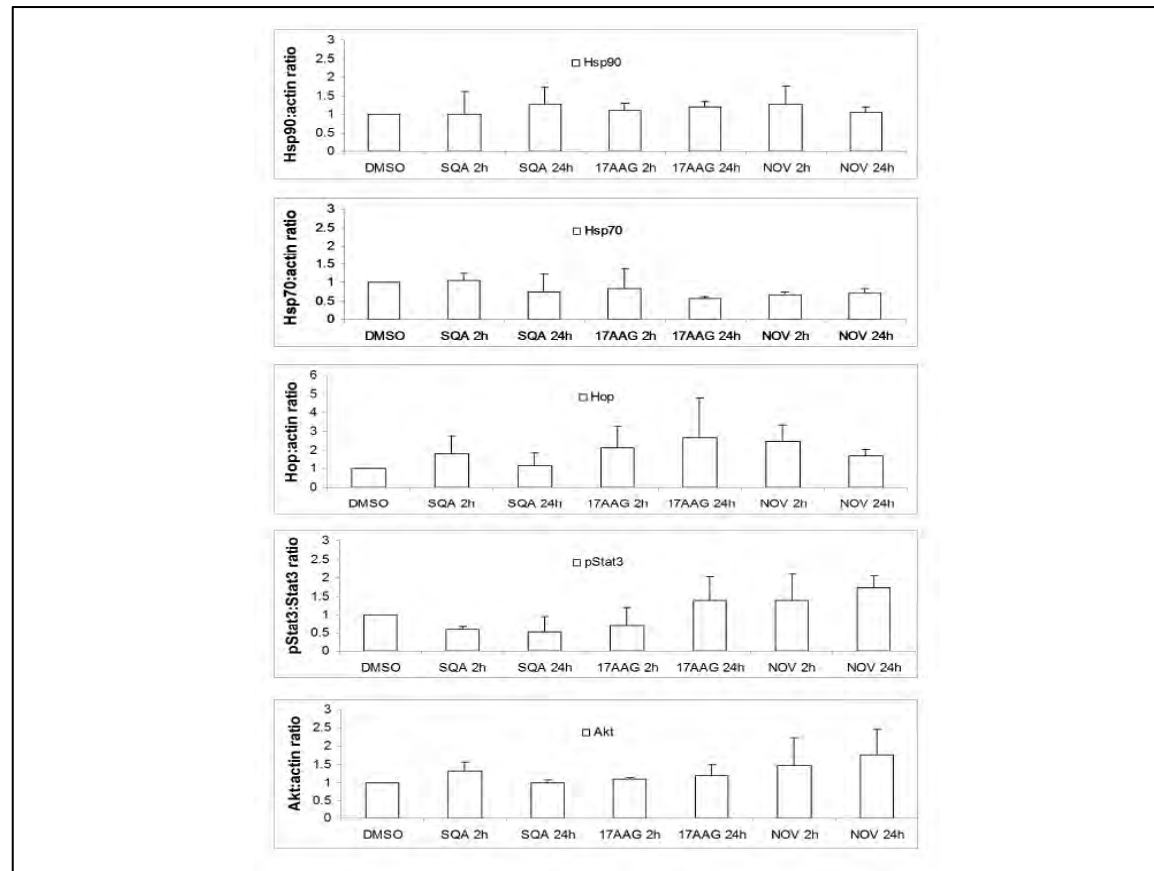 Hsp90:actin ratio
3
2.5
2
1.5
1
0.5
0
Hsp90
DMSO SQA 2h SQA 24h 17AAG 2h 17AAG 24h NOV 2h NOV 24h
Hsp70:actin ratio
3
2.5
2
1.5
1
0.5
0
Hsp70
DMSO SQA 2h SQA 24h 17AAG 2h 17AAG 24h NOV 2h NOV 24h
Hop:actin ratio
6
5
4
3
2
1
0
Hop
DMSO SQA 2h SQA 24h 17AAG 2h 17AAG 24h NOV 2h NOV 24h
pStat3:Stat3 ratio
3
2.5
2
1.5
1
0.5
0
pStat3
DMSO SQA 2h SQA 24h 17AAG 2h 17AAG 24h NOV 2h NOV 24h
Akt:actin ratio
3
2.5
2
1.5
1
0.5
0
Akt
DMSO SQA 2h SQA 24h 17AAG 2h 17AAG 24h NOV 2h NOV 24h